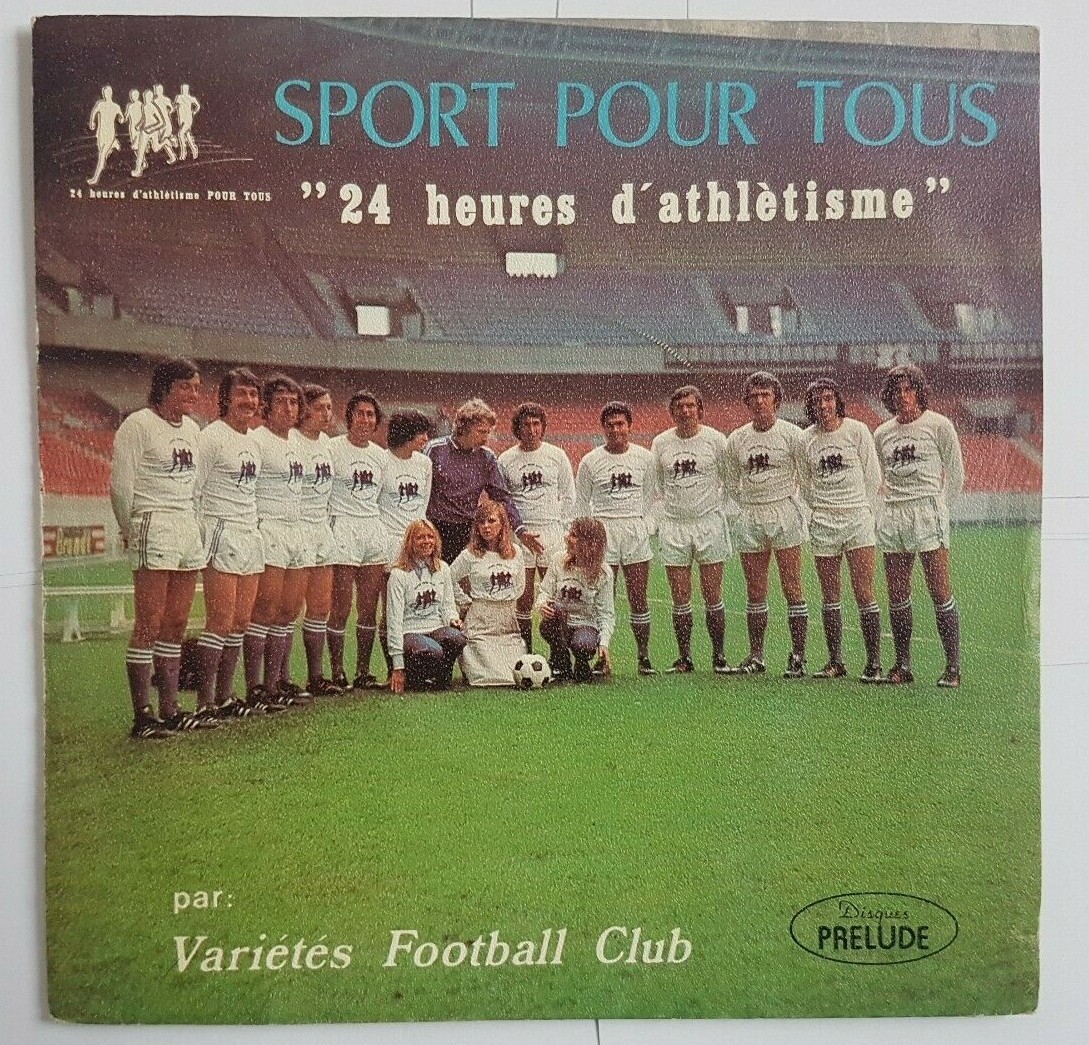 SPORT POUR TOUS
24 heures d'athlètisme POUR TOUS
”24 heures d´athlètisme”
par:
Variétés Football Club
Disques
PRELUDE